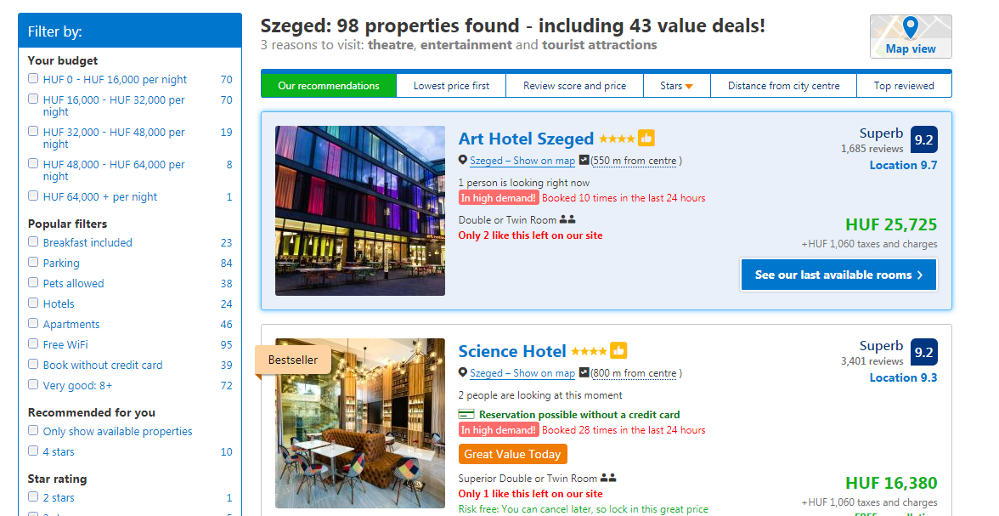 Filter by:
Your budget
HUF 0 - HUF 16,000 per night 70
HUF 16,000 - HUF 32,000 per 70
night
HUF 32,000 - HUF 48,000 per 19
night
HUF 48,000 - HUF 64,000 per 8
night
HUF 64,000 + per night 1
Popular filters
Breakfast included 23
Parking 84
Pets allowed 38
Hotels 24
Apartments 46
Free WiFi 95
Book without credit card 39
Very good: 8+ 72
Recommended for you
Only show available properties
4 stars 10
Star rating
2 stars 1
Szeged: 98 properties found - including 43 value deals!
3 reasons to visit: theatre, entertainment and tourist attractions
Map view
Our recommendations Lowest price first Review score and price Stars Distance from city centre Top reviewed
Art Hotel Szeged
Szeged – Show on map (550 m from centre )
1 person is looking right now
In high demand! Booked 10 times in the last 24 hours
Double or Twin Room
Only 2 like this left on our site
Superb 9.2
1,685 reviews
Location 9.7
HUF 25,725
+HUF 1,060 taxes and charges
See our last available rooms
Bestseller
Science Hotel
Szeged – Show on map (800 m from centre )
2 people are looking at this moment
Reservation possible without a credit card
In high demand! Booked 28 times in the last 24 hours
Great Value Today
Superior Double or Twin Room
Only 1 like this left on our site
Risk free: You can cancel later, so lock in this great price
Superb 9.2
3,401 reviews
Location 9.3
HUF 16,380
+HUF 1,060 taxes and charges